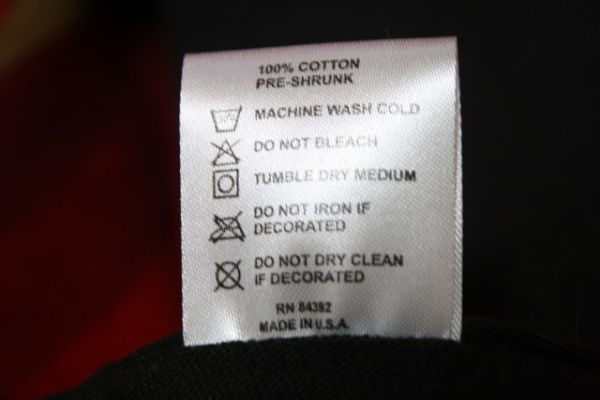 100% COTTON
PRE-SHRUNK
MACHINE WASH COLD
DO NOT BLEACH
TUMBLE DRY MEDIUM
DO NOT IRON IF
DECORATED
DO NOT DRY CLEAN
IF DECORATED
RN 84392
MADE IN U.S.A